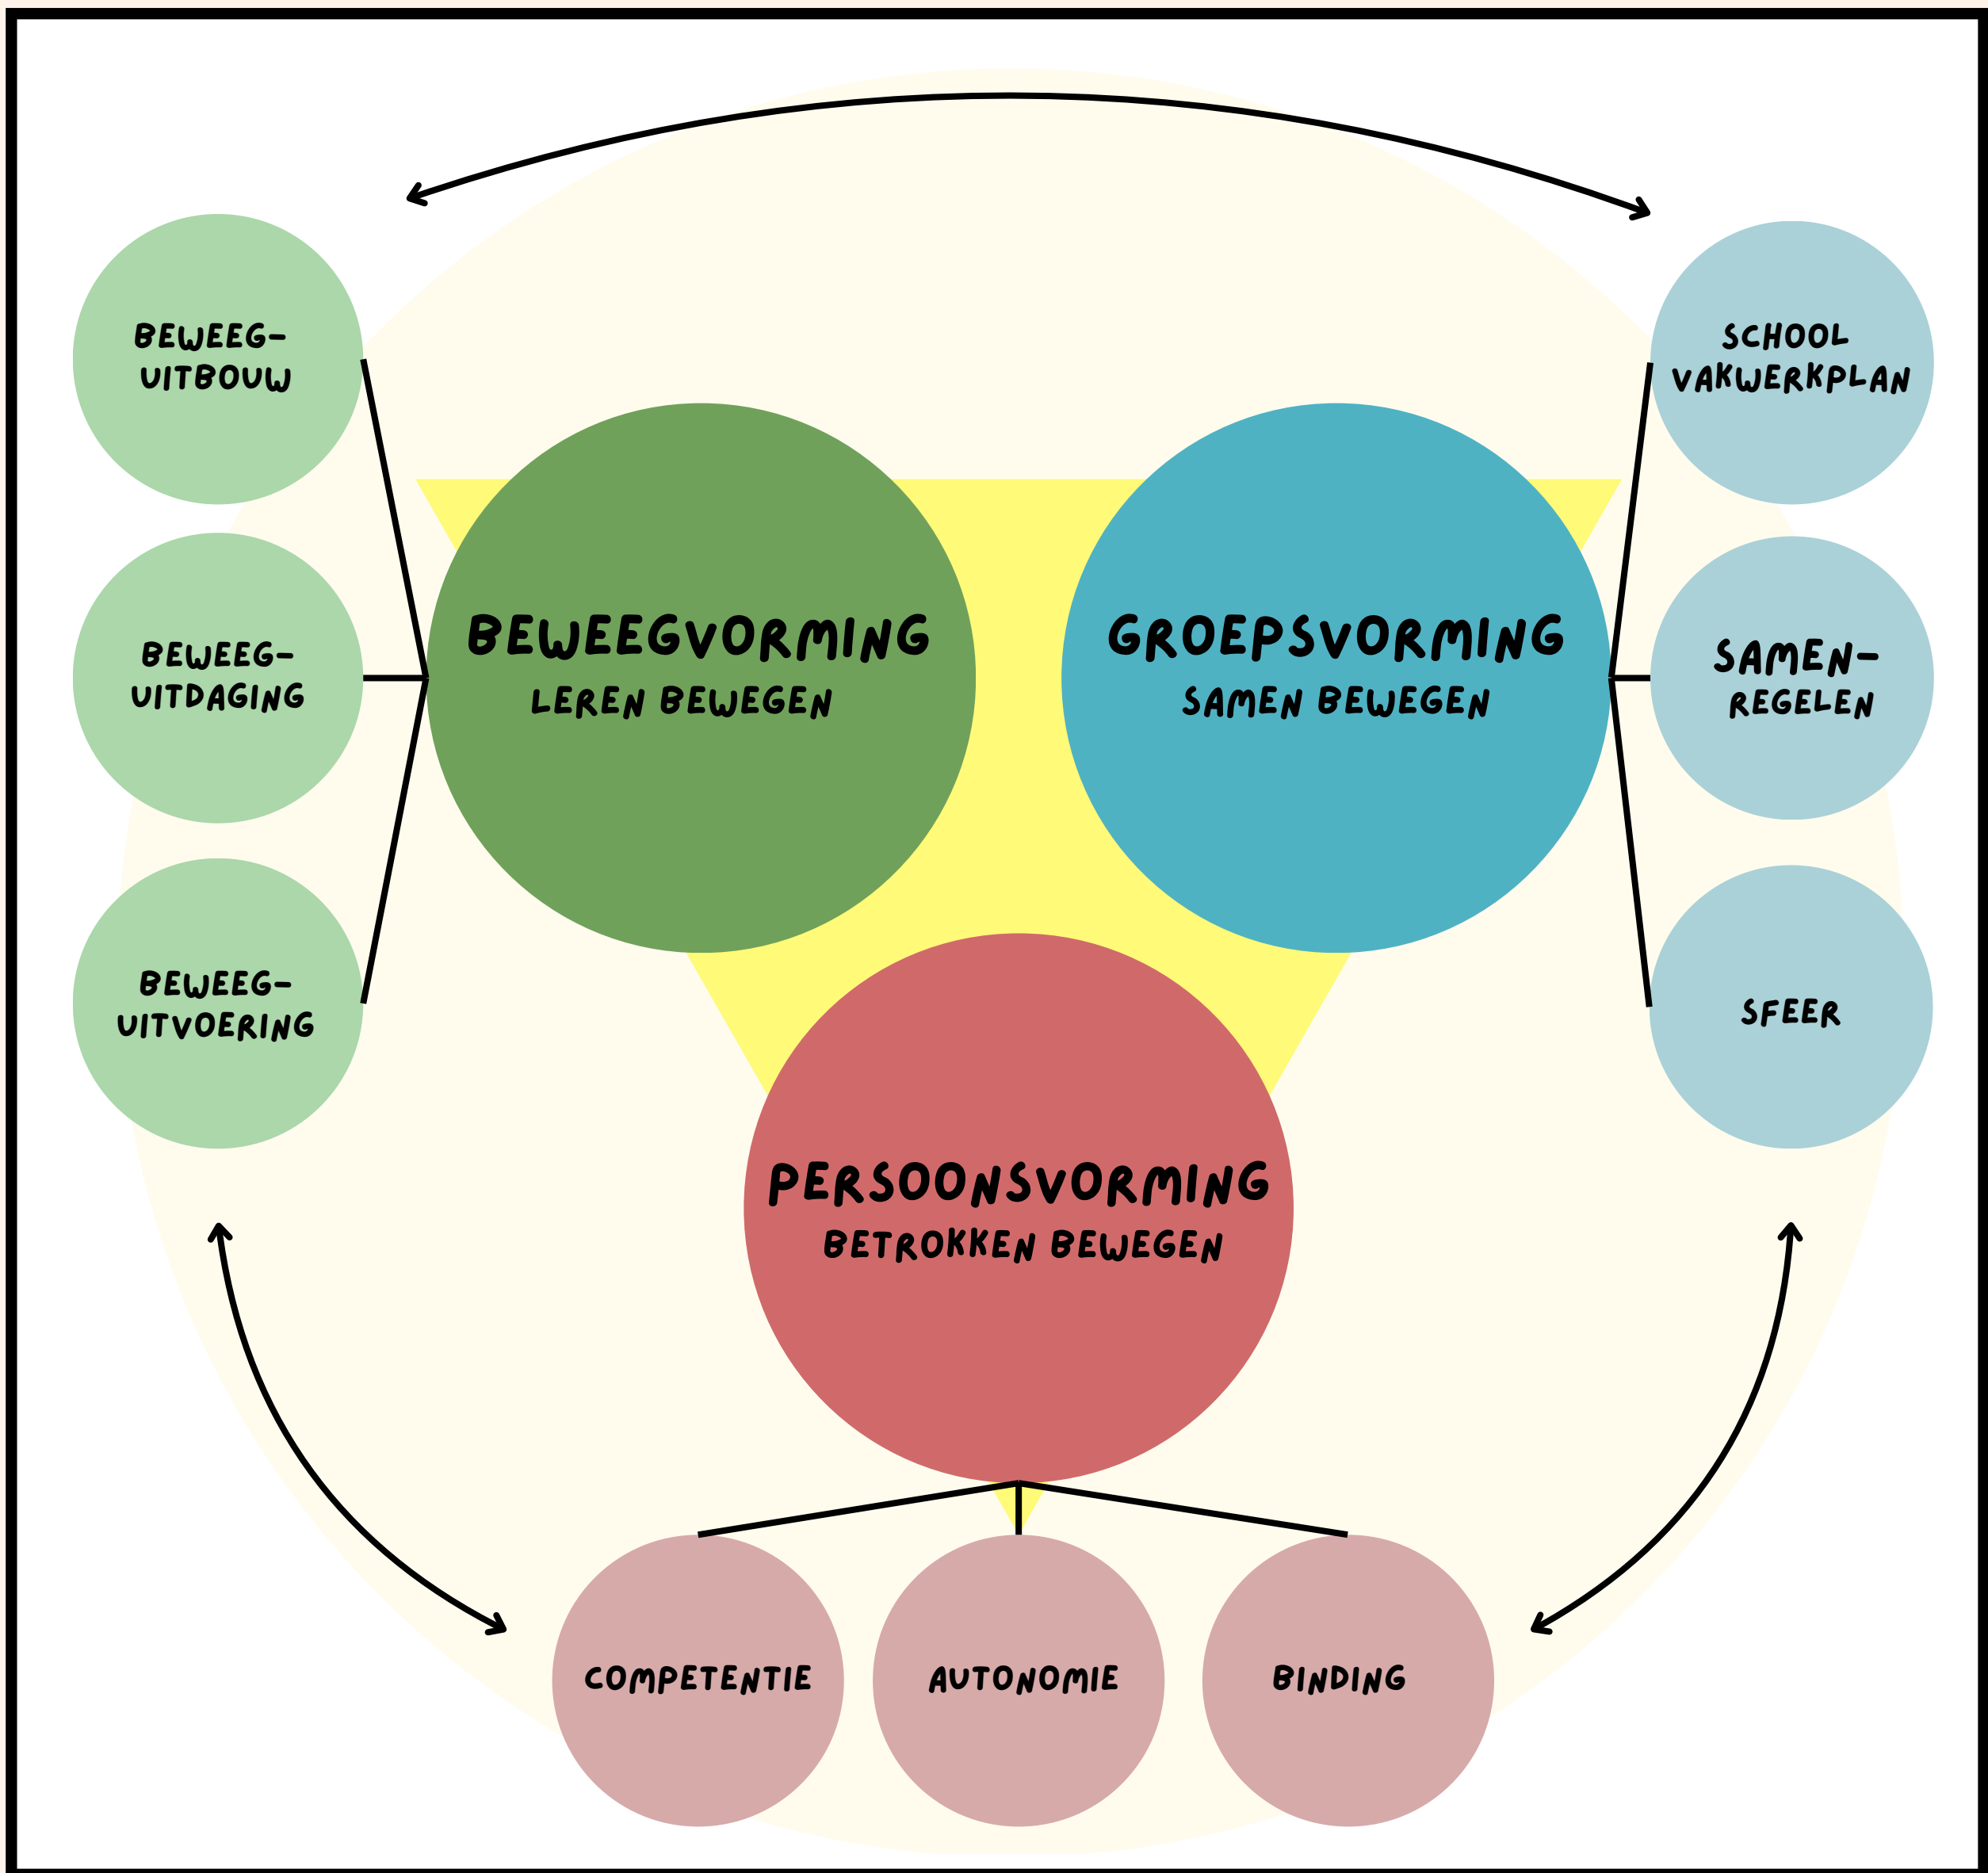 BEWEEG-
UITBOUW
BEWEEG-
UITDAGING
BEWEEG-
UITVOERING
BEWEEGVORMING
LEREN BEWEGEN
GROEPSVORMING
SAMEN BEWEGEN
SCHOOL
VAKWERKPLAN
SAMEN-
REGELEN
SFEER
PERSOONSVORMING
BETROKKEN BEWEGEN
COMPETENTIE
AUTONOMIE
BINDING